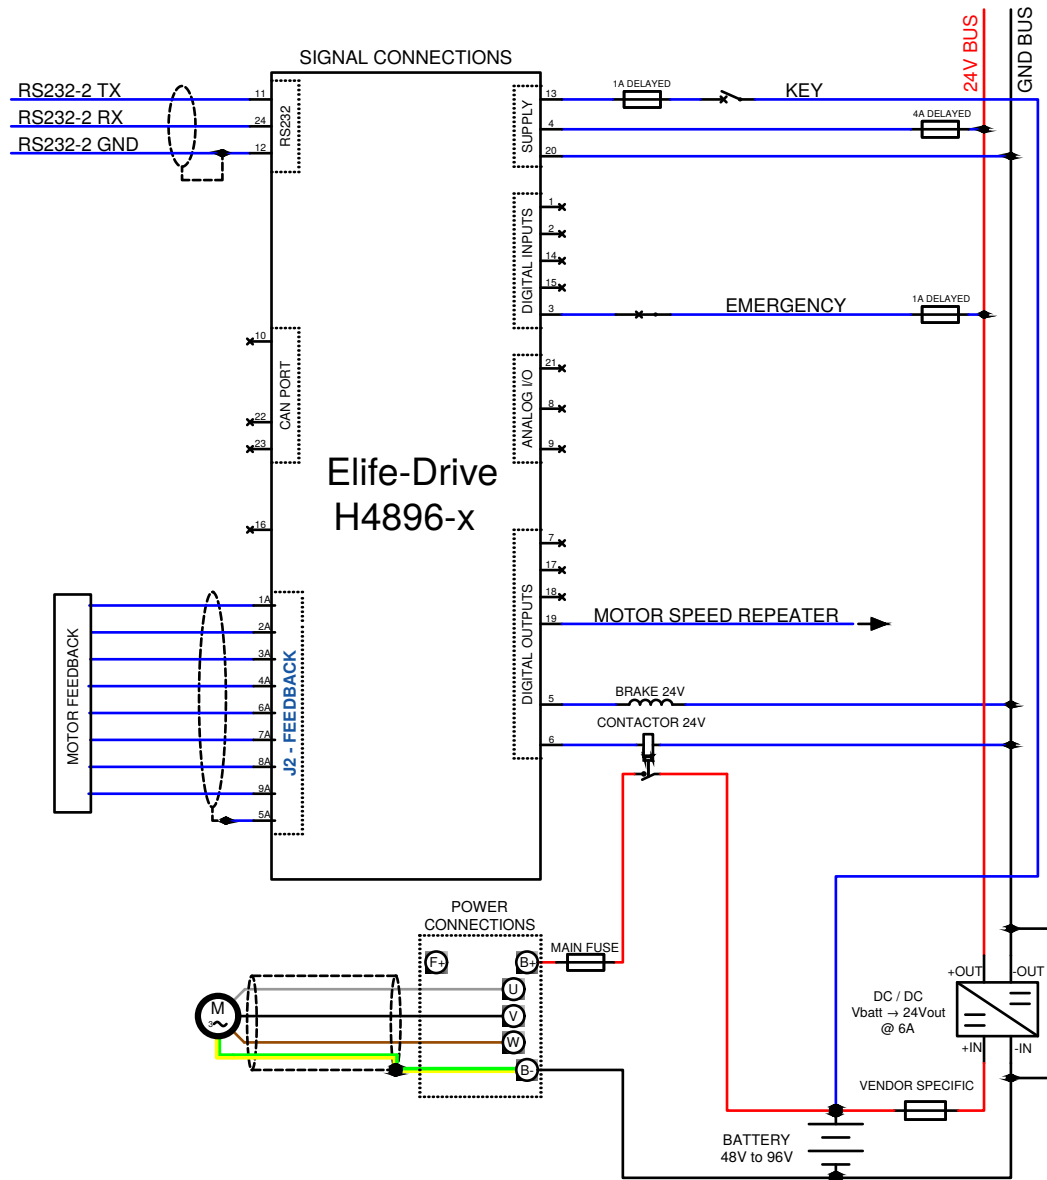 SIGNAL CONNECTIONS
24V BUS
GND BUS
RS232-2 TX
RS232-2 RX
RS232-2 GND
11
24
12
RS232
13
4
20
SUPPLY
1A DELAYED
KEY
4A DELAYED
1
2
14
15
3
DIGITAL INPUTS
EMERGENCY
1A DELAYED
10
22
23
CAN PORT
21
8
9
ANALOG I/O
Elife-Drive
H4896-x
16
7
17
18
19
5
6
DIGITAL OUTPUTS
MOTOR SPEED REPEATER
BRAKE 24V
CONTACTOR 24V
MOTOR FEEDBACK
1A
2A
3A
4A
6A
7A
8A
9A
5A
J2 - FEEDBACK
POWER
CONNECTIONS
F+
B+
U
V
W
B-
MAIN FUSE
M
3
+OUT
-OUT
DC / DC
Vbatt → 24Vout
@ 6A
+IN
-IN
VENDOR SPECIFIC
BATTERY
48V to 96V